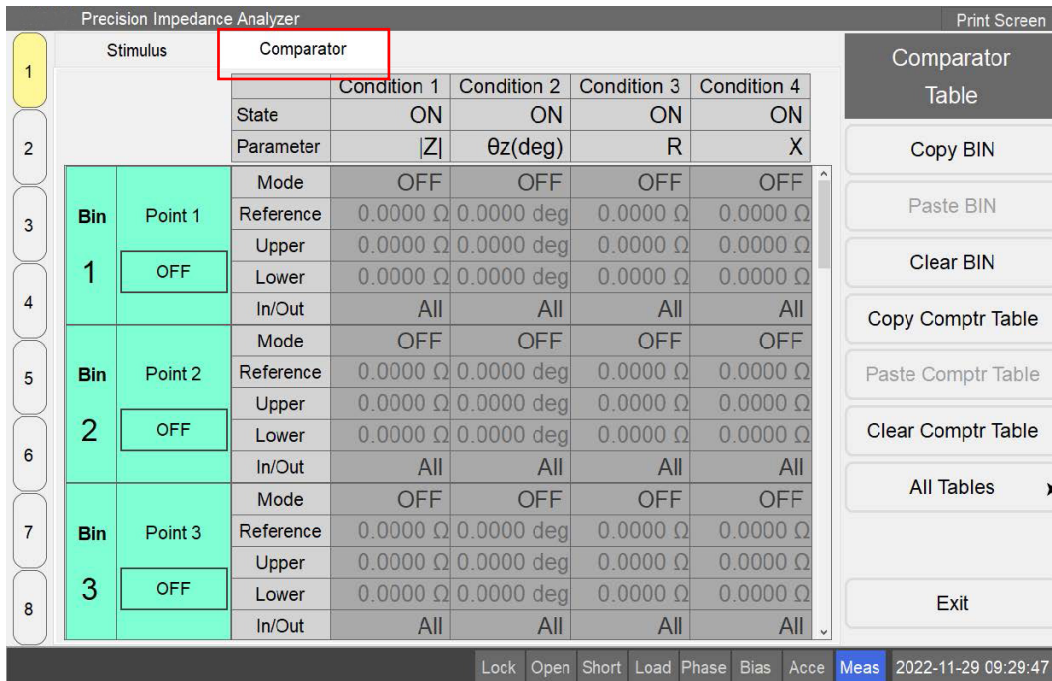 Precision Impedance Analyzer Print Screen
Stimulus Comparator
Condition 1 Condition 2 Condition 3 Condition 4
State ON ON ON ON
Parameter |Z| θz(deg) R X
1
2
3
4
5
6
7
8
Bin 1 Point 1 OFF
Mode OFF OFF OFF OFF
Reference 0.0000 Ω 0.0000 deg 0.0000 Ω 0.0000 Ω
Upper 0.0000 Ω 0.0000 deg 0.0000 Ω 0.0000 Ω
Lower 0.0000 Ω 0.0000 deg 0.0000 Ω 0.0000 Ω
In/Out All All All All
Bin 2 Point 2 OFF
Mode OFF OFF OFF OFF
Reference 0.0000 Ω 0.0000 deg 0.0000 Ω 0.0000 Ω
Upper 0.0000 Ω 0.0000 deg 0.0000 Ω 0.0000 Ω
Lower 0.0000 Ω 0.0000 deg 0.0000 Ω 0.0000 Ω
In/Out All All All All
Bin 3 Point 3 OFF
Mode OFF OFF OFF OFF
Reference 0.0000 Ω 0.0000 deg 0.0000 Ω 0.0000 Ω
Upper 0.0000 Ω 0.0000 deg 0.0000 Ω 0.0000 Ω
Lower 0.0000 Ω 0.0000 deg 0.0000 Ω 0.0000 Ω
In/Out All All All All
Comparator
Table
Copy BIN
Paste BIN
Clear BIN
Copy Comptr Table
Paste Comptr Table
Clear Comptr Table
All Tables
Exit
Lock Open Short Load Phase Bias Acce Meas 2022-11-29 09:29:47